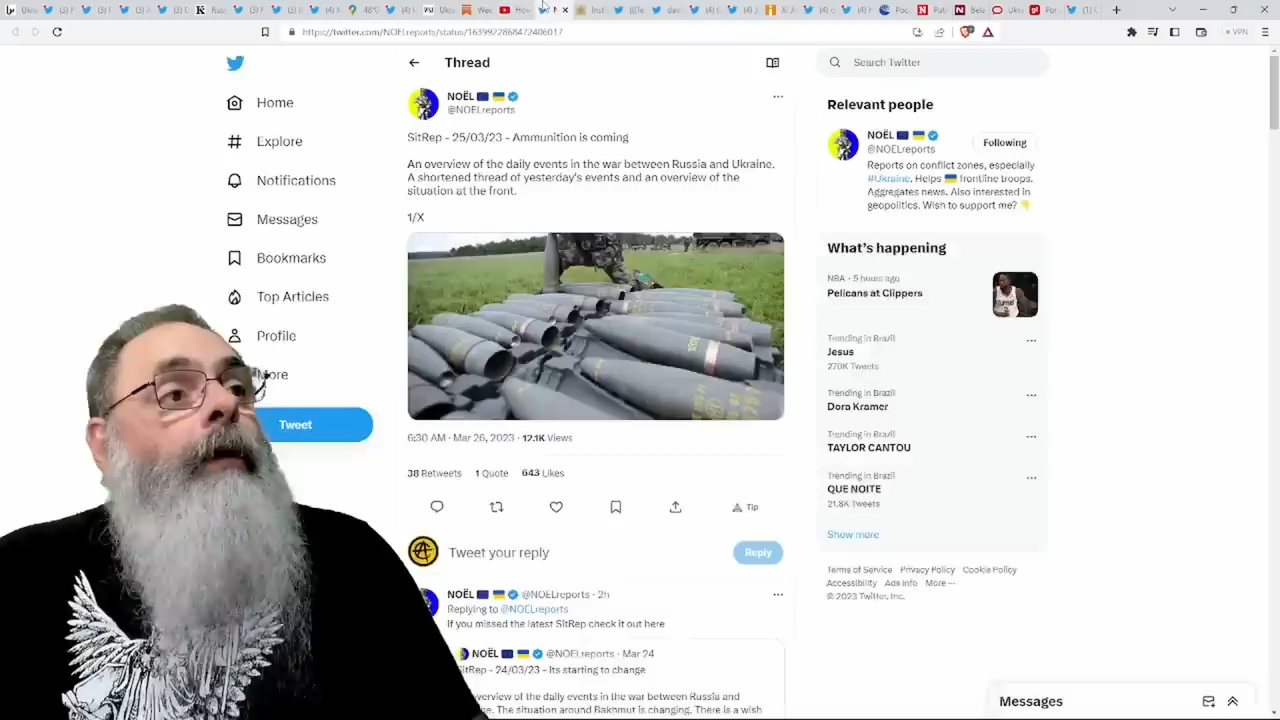 https://twitter.com/NOELreports/status/1639922868472406017
VPN
Home
Explore
Notifications
Messages
Bookmarks
Top Articles
Profile
More
Tweet
Thread
NOËL
@NOELreports
SitRep - 25/03/23 - Ammunition is coming
An overview of the daily events in the war between Russia and Ukraine.
A shortened thread of yesterday's events and an overview of the
situation at the front.
1/X
6:30 AM · Mar 26, 2023 · 12.1K Views
38 Retweets 1 Quote 643 Likes
Tip
Tweet your reply
Reply
NOËL @NOELreports · 2h
Replying to @NOELreports
If you missed the latest SitRep check it out here
NOËL @NOELreports · Mar 24
SitRep - 24/03/23 - Its starting to change
overview of the daily events in the war between Russia and
The situation around Bakhmut is changing. There is a wish
Search Twitter
Relevant people
NOËL
@NOELreports
Following
Reports on conflict zones, especially
#Ukraine. Helps frontline troops.
Aggregates news. Also interested in
geopolitics. Wish to support me?
What's happening
NBA · 5 hours ago
Pelicans at Clippers
Trending in Brazil
Jesus
270K Tweets
Trending in Brazil
Dora Kramer
Trending in Brazil
TAYLOR CANTOU
Trending in Brazil
QUE NOITE
21.8K Tweets
Show more
Terms of Service Privacy Policy Cookie Policy
Accessibility Ads info More ...
© 2023 Twitter, Inc.
Messages